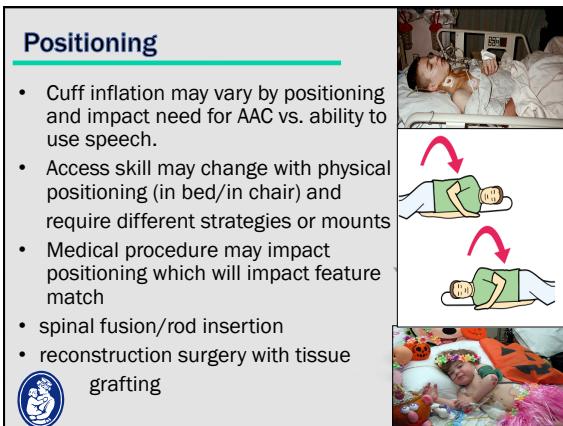 Positioning
• Cuff inflation may vary by positioning
and impact need for AAC vs. ability to
use speech.
• Access skill may change with physical
positioning (in bed/in chair) and
require different strategies or mounts
• Medical procedure may impact
positioning which will impact feature
match
• spinal fusion/rod insertion
• reconstruction surgery with tissue
grafting